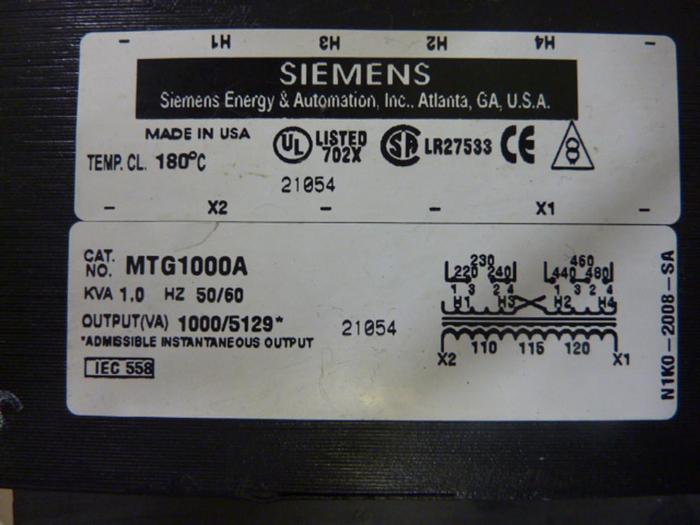 - H1 H3 H2 H4 -
SIEMENS
Siemens Energy & Automation, Inc., Atlanta, GA, U.S.A.
MADE IN USA
TEMP. CL. 180°C
UL LISTED 702X
SA LR27533 CE
21054
- X2 - - X1 -
CAT. NO. MTG1000A
KVA 1.0 HZ 50/60
OUTPUT(VA) 1000/5129*
*ADMISSIBLE INSTANTANEOUS OUTPUT
IEC 558
21054
230 460
220 240 440 480
1 3 2 4 1 3 2 4
H1 H3 H2 H4
X2 110 115 120 X1
N1K0-2008-SA